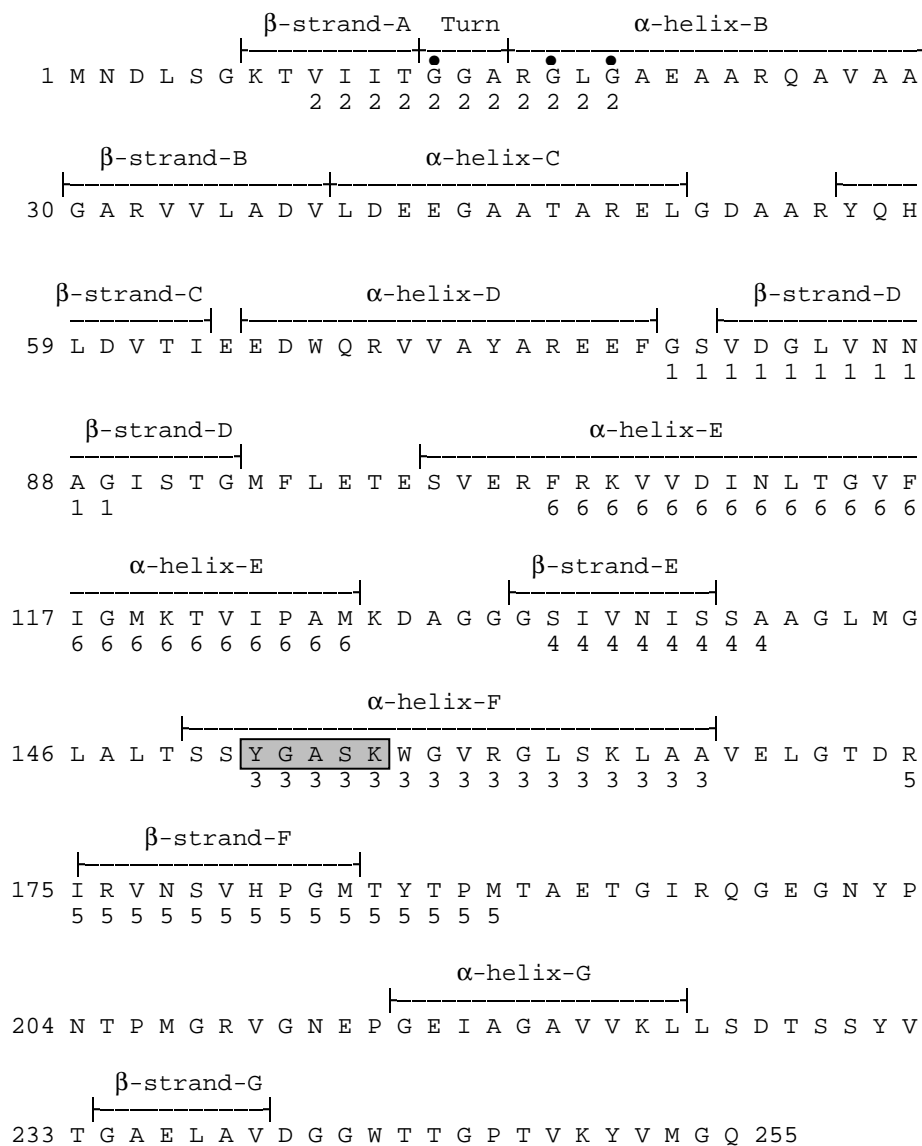 β-strand-A Turn α-helix-B
1 M N D L S G K T V I I T G G A R G L G A E A A R Q A V A A
2 2 2 2 2 2 2 2 2 2 2
β-strand-B α-helix-C
30 G A R V V L A D V L D E E G A A T A R E L G D A A R Y Q H
β-strand-C α-helix-D β-strand-D
59 L D V T I E E D W Q R V V A Y A R E E F G S V D G L V N N
1 1 1 1 1 1 1 1 1
β-strand-D α-helix-E
88 A G I S T G M F L E T E S V E R F R K V V D I N L T G V F
1 1 6 6 6 6 6 6 6 6 6 6 6 6 6
α-helix-E β-strand-E
117 I G M K T V I P A M K D A G G G S I V N I S S A A G L M G
6 6 6 6 6 6 6 6 6 6 4 4 4 4 4 4 4 4
α-helix-F
146 L A L T S S Y G A S K W G V R G L S K L A A V E L G T D R
3 3 3 3 3 3 3 3 3 3 3 3 3 3 3 3 5
β-strand-F
175 I R V N S V H P G M T Y T P M T A E T G I R Q G E G N Y P
5 5 5 5 5 5 5 5 5 5 5 5 5 5 5
α-helix-G
204 N T P M G R V G N E P G E I A G A V V K L L S D T S S Y V
β-strand-G
233 T G A E L A V D G G W T T G P T V K Y V M G Q 255